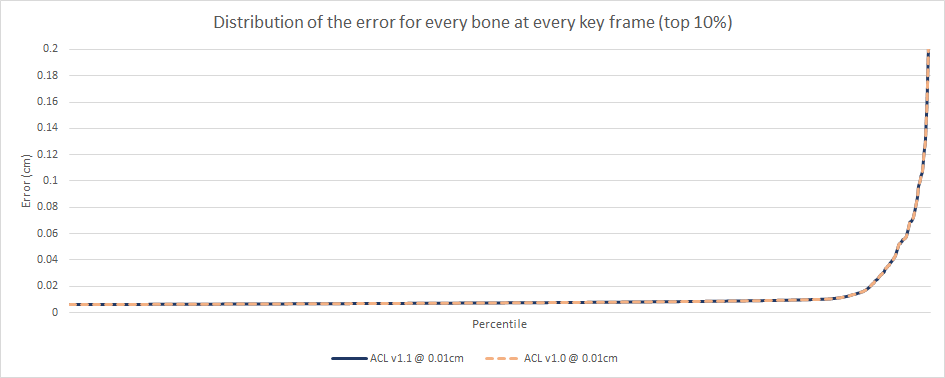 Distribution of the error for every bone at every key frame (top 10%)
0.2
0.18
0.16
0.14
0.12
0.1
0.08
0.06
0.04
0.02
0
Error (cm)
Percentile
ACL v1.1 @ 0.01cm
ACL v1.0 @ 0.01cm